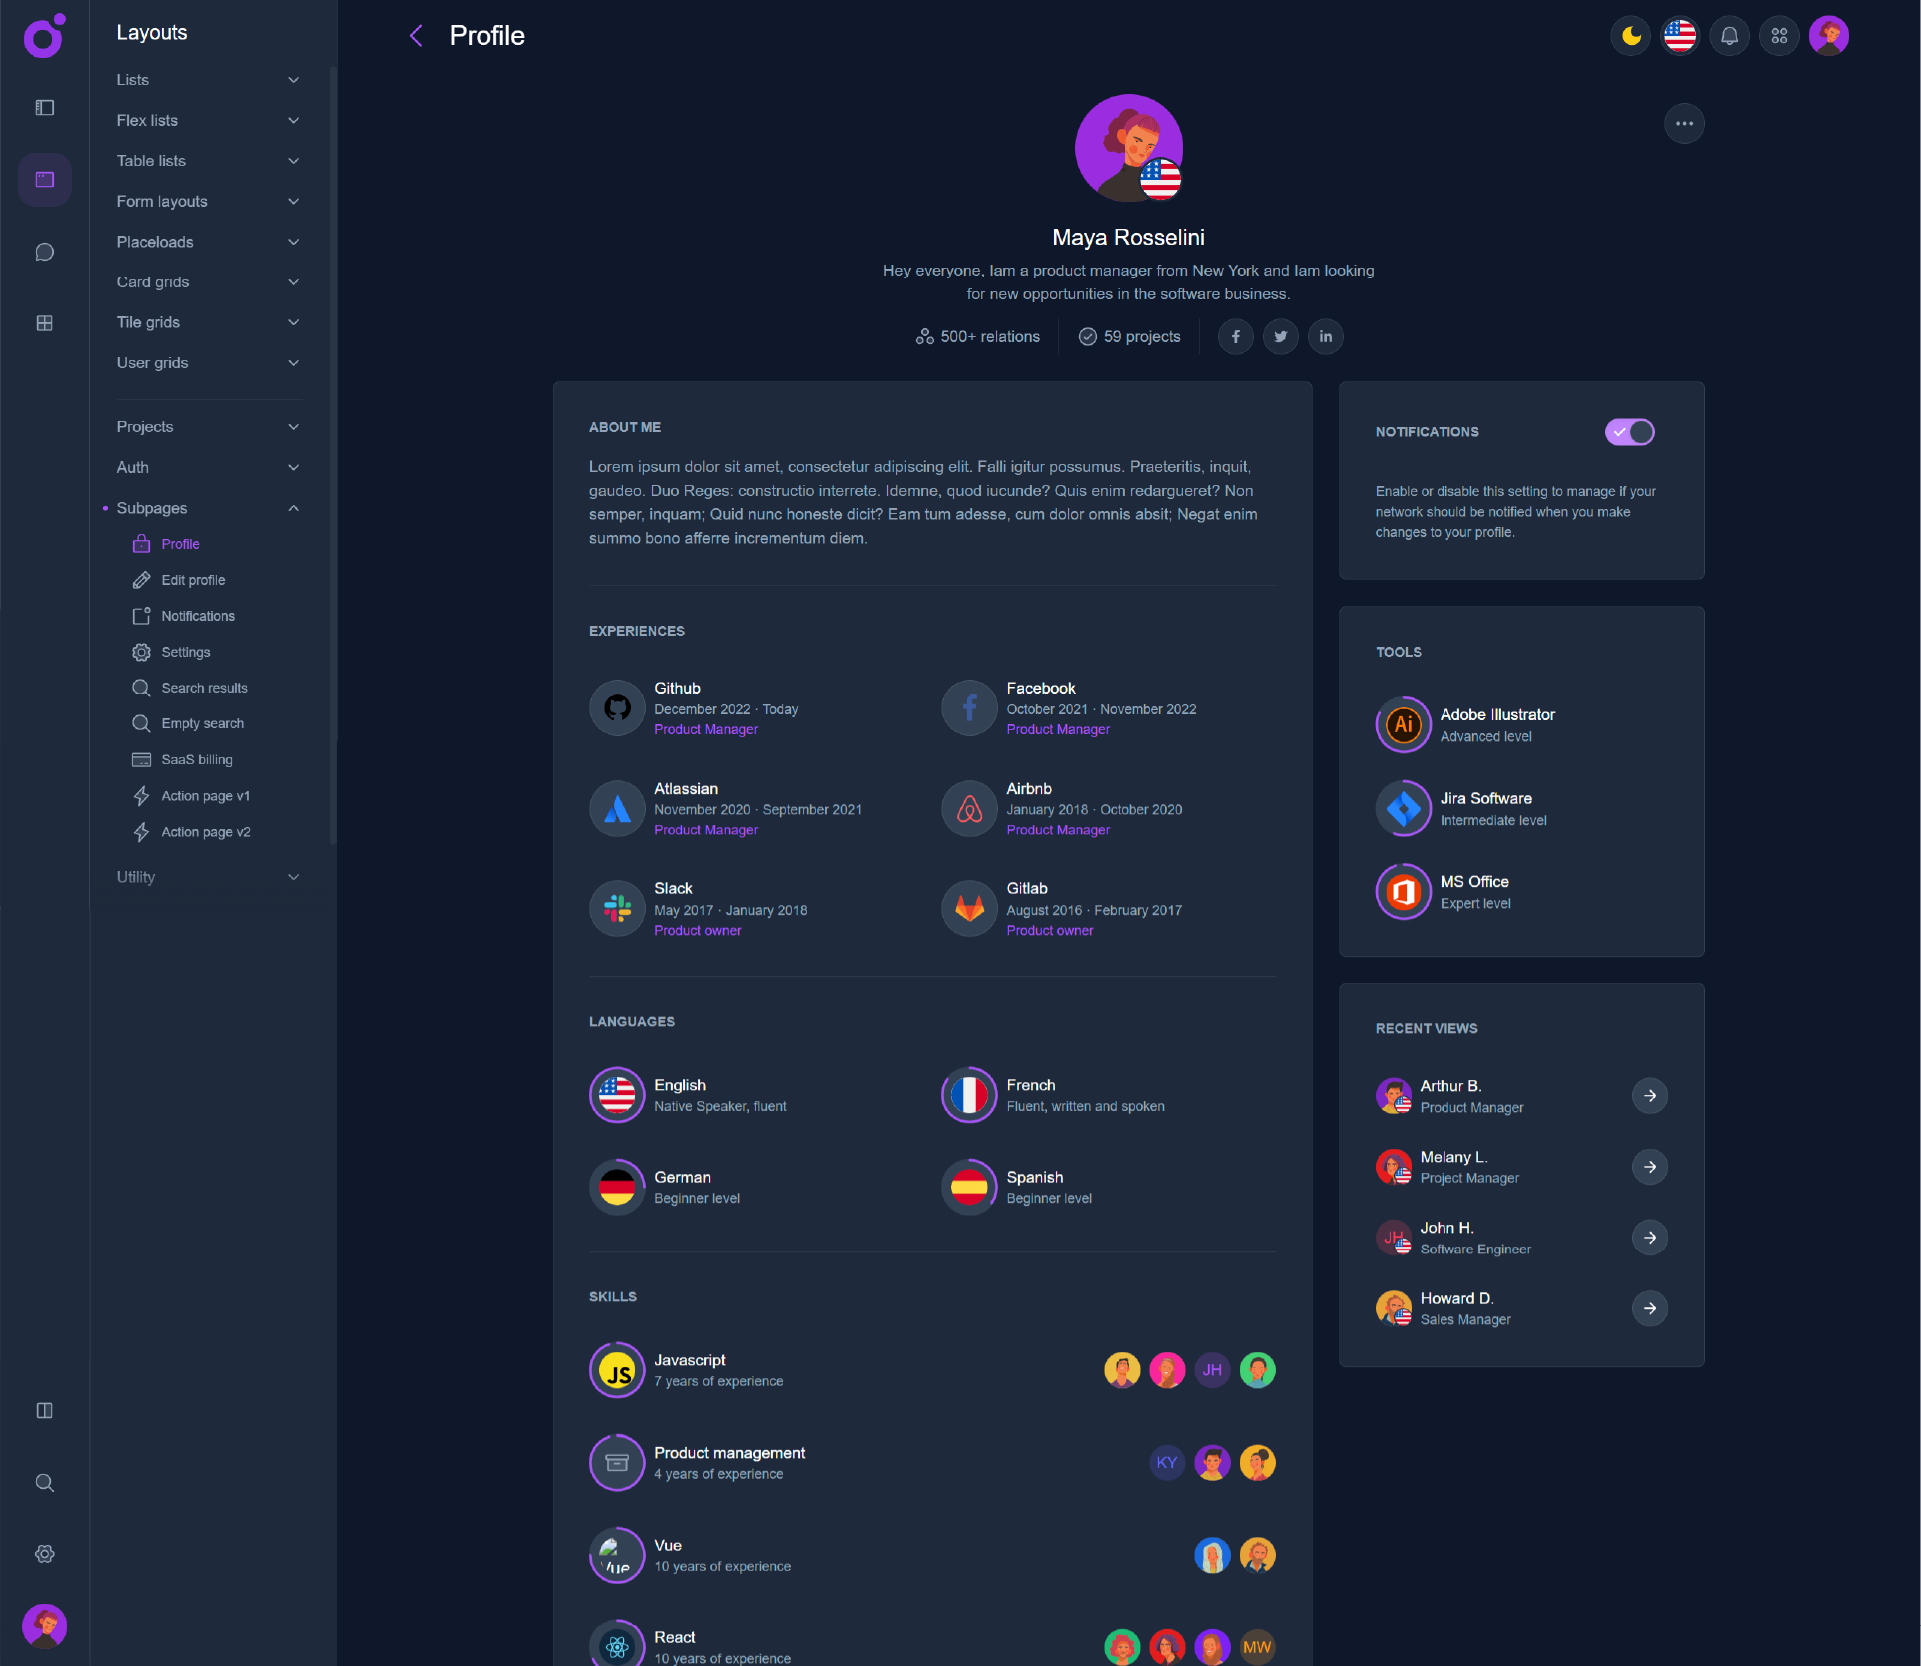 Layouts
Lists
Flex lists
Table lists
Form layouts
Placeloads
Card grids
Tile grids
User grids
Projects
Auth
Subpages
Profile
Edit profile
Notifications
Settings
Search results
Empty search
SaaS billing
Action page v1
Action page v2
Utility
Profile
Maya Rosselini
Hey everyone, Iam a product manager from New York and Iam looking
for new opportunities in the software business.
500+ relations
59 projects
ABOUT ME
Lorem ipsum dolor sit amet, consectetur adipiscing elit. Falli igitur possumus. Praeteritis, inquit,
gaudeo. Duo Reges: constructio interrete. Idemne, quod iucunde? Quis enim redargueret? Non
semper, inquam; Quid nunc honeste dicit? Eam tum adesse, cum dolor omnis absit; Negat enim
summo bono afferre incrementum diem.
EXPERIENCES
Github
December 2022 · Today
Product Manager
Facebook
October 2021 · November 2022
Product Manager
Atlassian
November 2020 · September 2021
Product Manager
Airbnb
January 2018 · October 2020
Product Manager
Slack
May 2017 · January 2018
Product owner
Gitlab
August 2016 · February 2017
Product owner
LANGUAGES
English
Native Speaker, fluent
French
Fluent, written and spoken
German
Beginner level
Spanish
Beginner level
SKILLS
JS
Javascript
7 years of experience
JH
Product management
4 years of experience
KY
Vue
Vue
10 years of experience
React
10 years of experience
MW
NOTIFICATIONS
Enable or disable this setting to manage if your
network should be notified when you make
changes to your profile.
TOOLS
Ai
Adobe Illustrator
Advanced level
Jira Software
Intermediate level
MS Office
Expert level
RECENT VIEWS
Arthur B.
Product Manager
Melany L.
Project Manager
JH
John H.
Software Engineer
Howard D.
Sales Manager